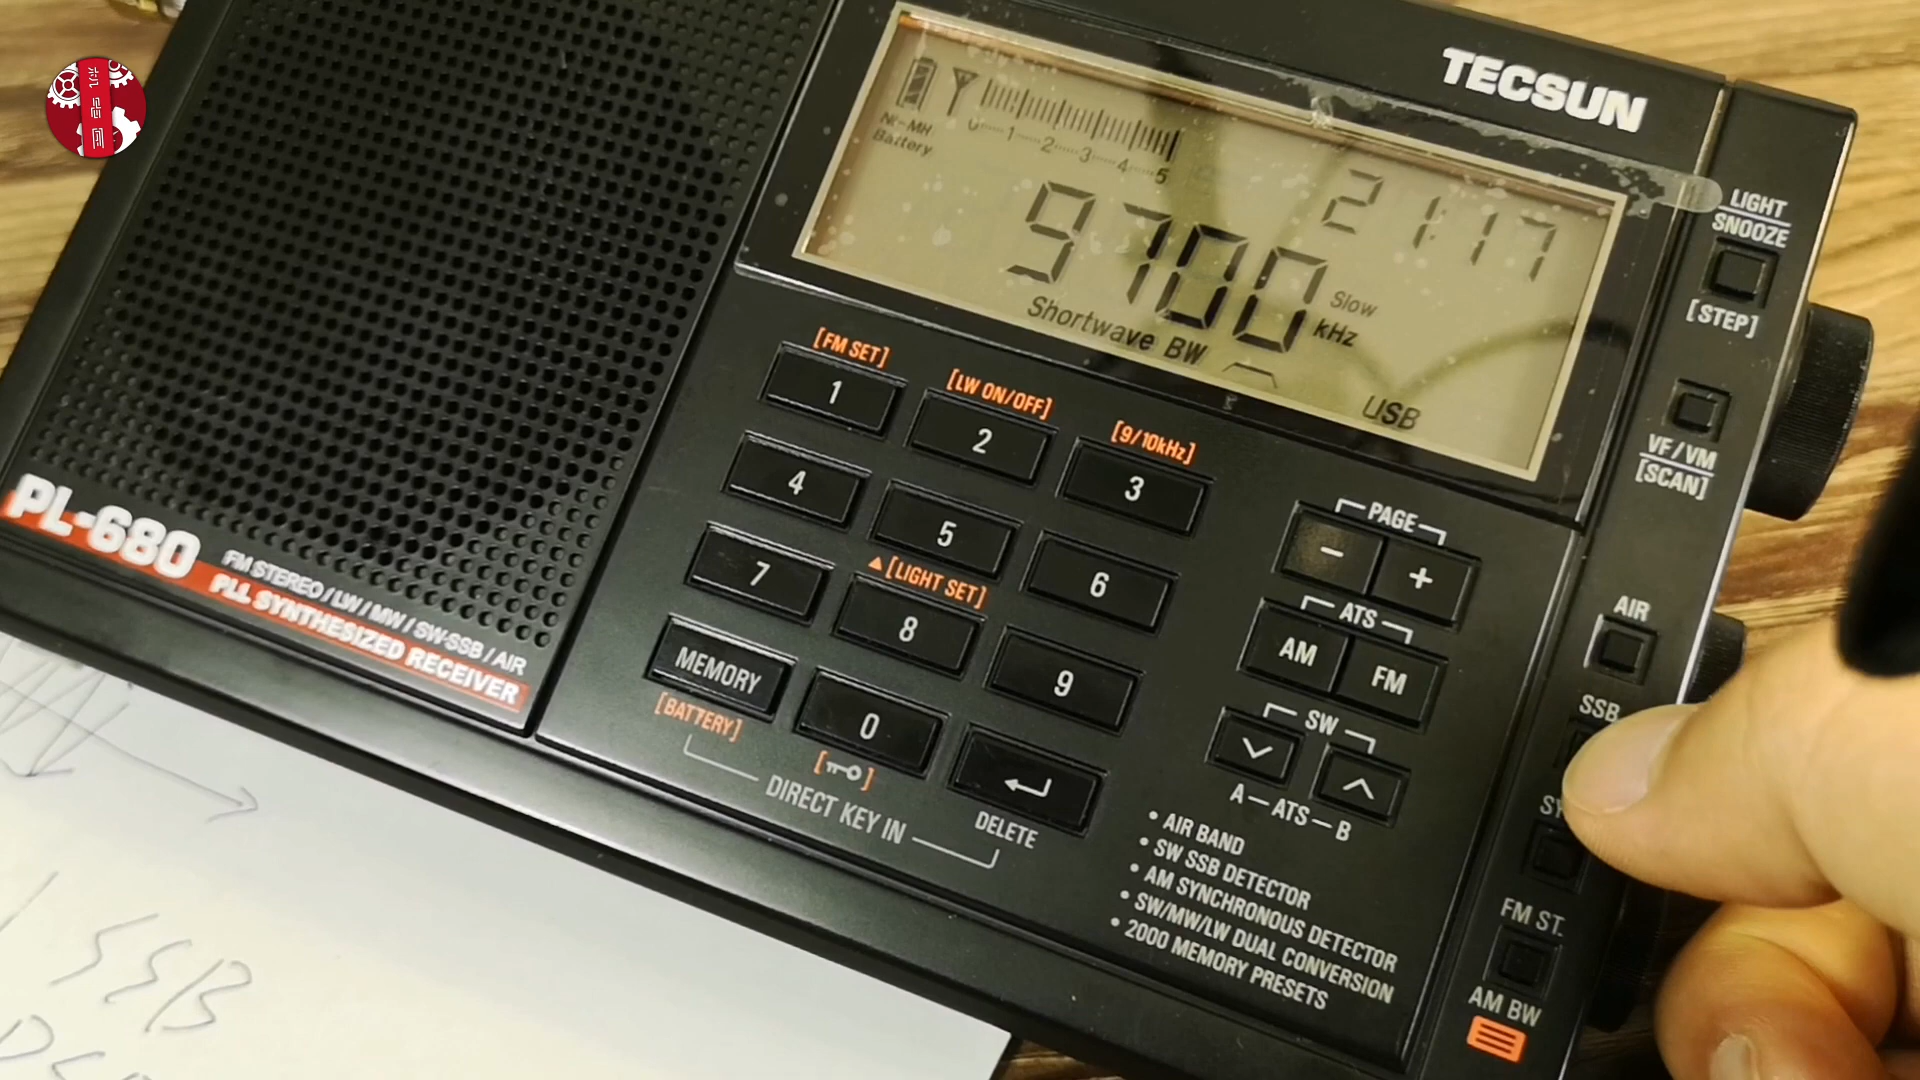 TECSUN
Ni-MH
Battery
0 1 2 3 4 5
21:17
9700
Slow
kHz
Shortwave BW
USB
LIGHT
SNOOZE
[STEP]
VF/VM
[SCAN]
AIR
SSB
FM ST.
AM BW
[FM SET]
1
[LW ON/OFF]
2
[9/10kHz]
3
4
5
6
7
▲[LIGHT SET]
8
9
MEMORY
[BATTERY]
0
DIRECT KEY IN
DELETE
PAGE
-
+
ATS
AM
FM
SW
A—ATS—B
• AIR BAND
• SW SSB DETECTOR
• AM SYNCHRONOUS DETECTOR
• SW/MW/LW DUAL CONVERSION
• 2000 MEMORY PRESETS
PL-680
FM STEREO/LW/MW/SW-SSB/AIR
PLL SYNTHESIZED RECEIVER
SSB